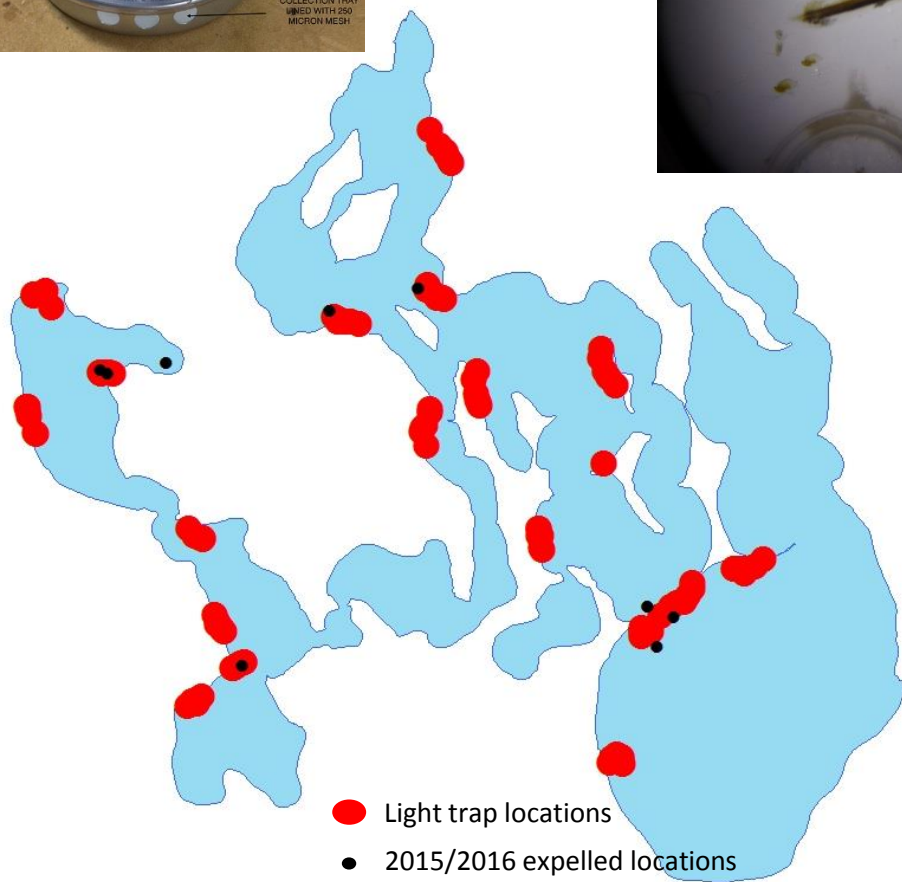 COLLECTION TRAY
LINED WITH 250
MICRON MESH
Light trap locations
2015/2016 expelled locations